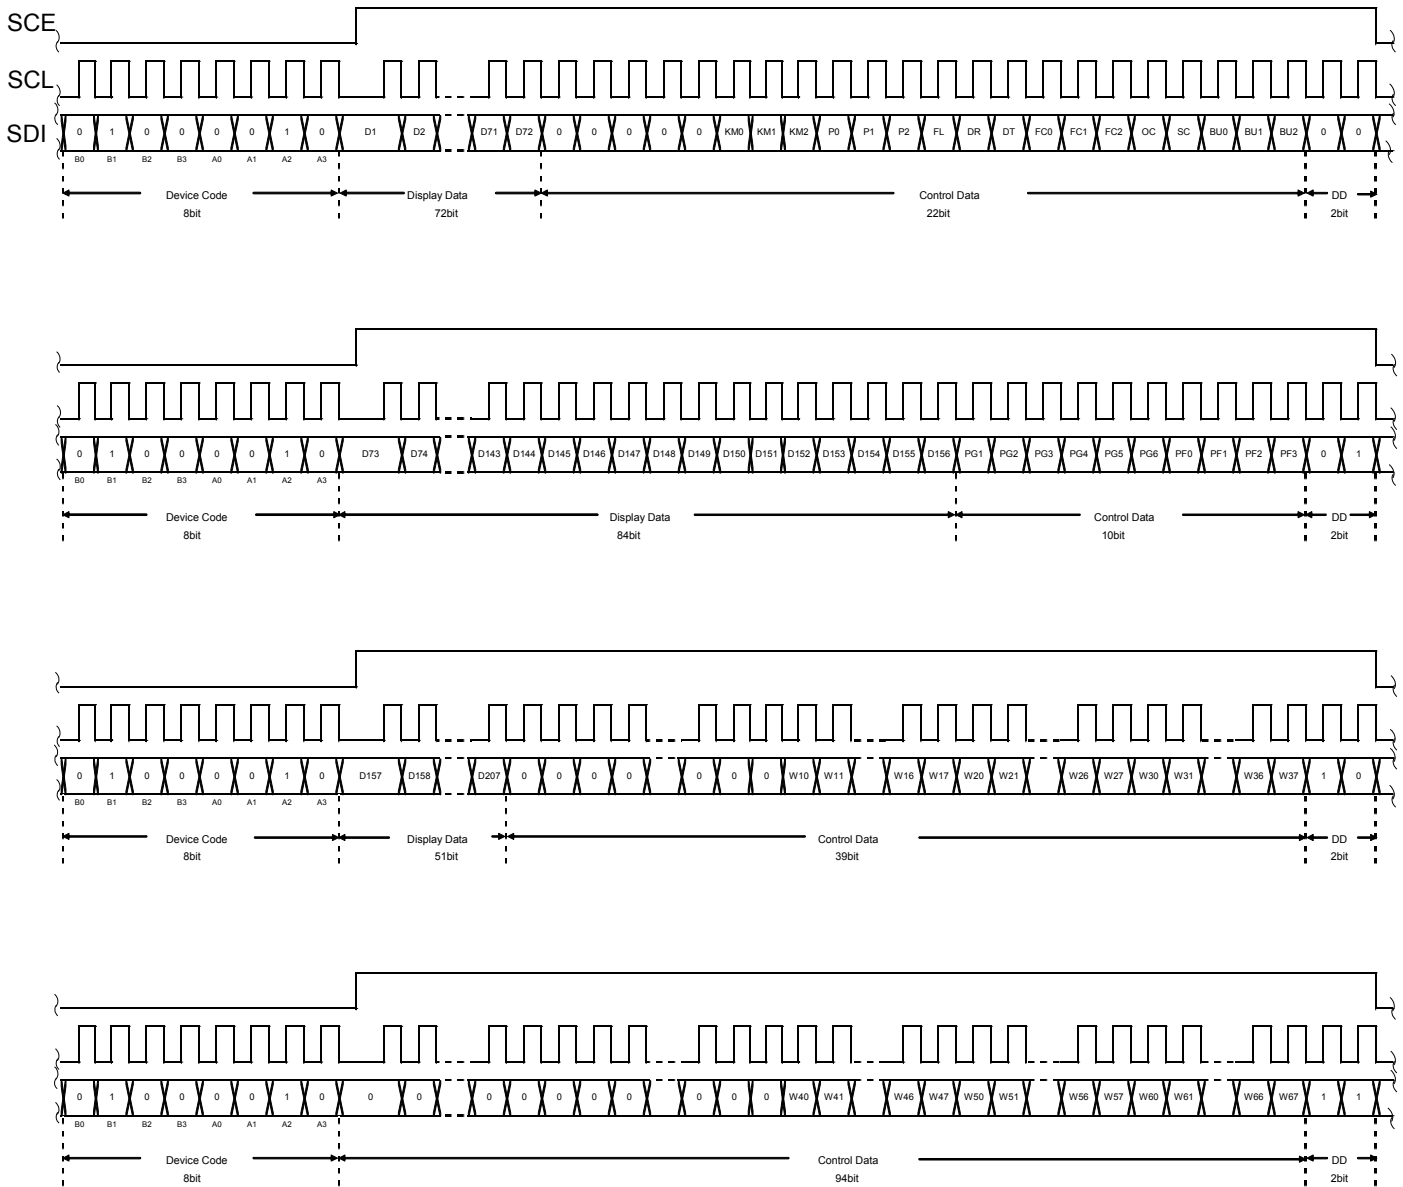 SCE
SCL
SDI 0 1 0 0 0 0 1 0 D1 D2 D71 D72 0 0 0 0 0 KM0 KM1 KM2 P0 P1 P2 FL DR DT FC0 FC1 FC2 OC SC BU0 BU1 BU2 0 0
B0 B1 B2 B3 A0 A1 A2 A3
Device Code Display Data Control Data DD
8bit 72bit 22bit 2bit
0 1 0 0 0 0 1 0 D73 D74 D143 D144 D145 D146 D147 D148 D149 D150 D151 D152 D153 D154 D155 D156 PG1 PG2 PG3 PG4 PG5 PG6 PF0 PF1 PF2 PF3 0 1
B0 B1 B2 B3 A0 A1 A2 A3
Device Code Display Data Control Data DD
8bit 84bit 10bit 2bit
0 1 0 0 0 0 1 0 D157 D158 D207 0 0 0 0 0 0 0 W10 W11 W16 W17 W20 W21 W26 W27 W30 W31 W36 W37 1 0
B0 B1 B2 B3 A0 A1 A2 A3
Device Code Display Data Control Data DD
8bit 51bit 39bit 2bit
0 1 0 0 0 0 1 0 0 0 0 0 0 0 0 0 0 0 W40 W41 W46 W47 W50 W51 W56 W57 W60 W61 W66 W67 1 1
B0 B1 B2 B3 A0 A1 A2 A3
Device Code Control Data DD
8bit 94bit 2bit